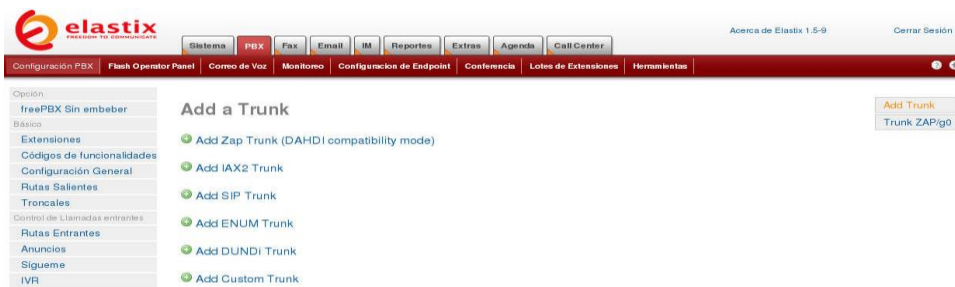 elastix
FREEDOM TO COMMUNICATE
Acerca de Elastix 1.5-9
Cerrar Sesión
Sistema
PBX
Fax
Email
IM
Reportes
Extras
Agenda
Call Center
Configuración PBX
Flash Operator Panel
Correo de Voz
Monitoreo
Configuracion de Endpoint
Conferencia
Lotes de Extensiones
Herramientas
Opción
freePBX Sin embeber
Básico
Extensiones
Códigos de funcionalidades
Configuración General
Rutas Salientes
Troncales
Control de Llamadas entrantes
Rutas Entrantes
Anuncios
Sígueme
IVR
Add a Trunk
Add Zap Trunk (DAHDI compatibility mode)
Add IAX2 Trunk
Add SIP Trunk
Add ENUM Trunk
Add DUNDi Trunk
Add Custom Trunk
Add Trunk
Trunk ZAP/g0